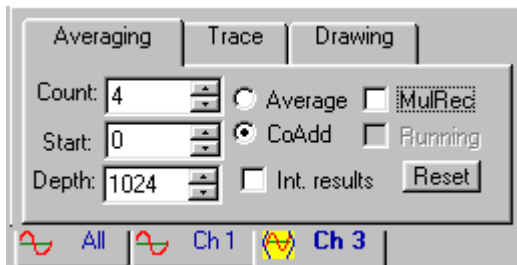 Averaging Trace Drawing
Count: 4 Average MulRec
Start: 0 CoAdd Running
Depth: 1024 Int. results Reset
All Ch 1 Ch 3